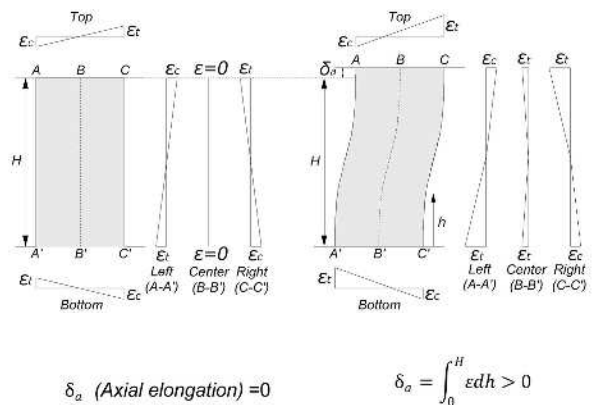 Top
εc εt
A B C εc ε=0 εt
H
A' B' C' εt ε=0 εc
Left Center Right
(A-A') (B-B') (C-C')
εt εc
Bottom
δa (Axial elongation) =0
Top
εc εt
δa A B C εc εt εt
H
h
A' B' C' εt εt εc
Left Center Right
(A-A') (B-B') (C-C')
εt εc
Bottom
δa = ∫₀ᴴ εdh > 0